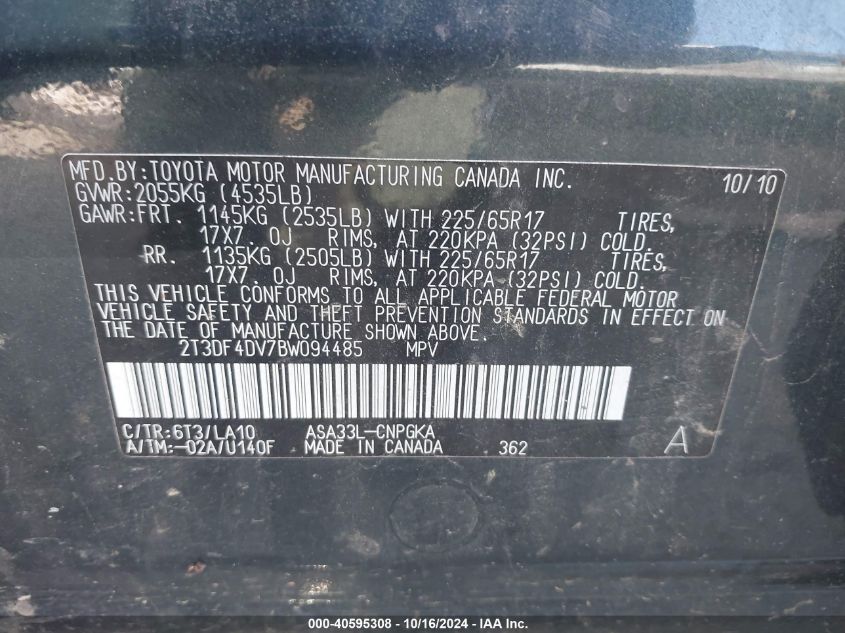 MFD.BY:TOYOTA MOTOR MANUFACTURING CANADA INC. 10/10
GVWR:2055KG (4535LB)
GAWR:FRT. 1145KG (2535LB) WITH 225/65R17 TIRES,
17X7 0J RIMS, AT 220KPA (32PSI) COLD.
RR. 1135KG (2505LB) WITH 225/65R17 TIRES,
17X7 0J RIMS, AT 220KPA (32PSI) COLD.
THIS VEHICLE CONFORMS TO ALL APPLICABLE FEDERAL MOTOR
VEHICLE SAFETY AND THEFT PREVENTION STANDARDS IN EFFECT ON
THE DATE OF MANUFACTURE SHOWN ABOVE.
2T3DF4DV7BW094485 MPV
C/TR:6T3/LA10 ASA33L-CNPGKA
A/TM:-02A/U140F MADE IN CANADA 362 A
000-40595308 - 10/16/2024 - IAA Inc.